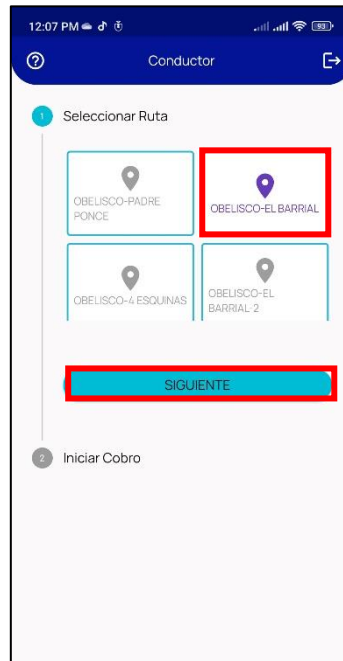 12:07 PM
93
Conductor
1 Seleccionar Ruta
OBELISCO-PADRE
PONCE
OBELISCO-EL BARRIAL
OBELISCO-4 ESQUINAS
OBELISCO-EL
BARRIAL-2
SIGUIENTE
2 Iniciar Cobro